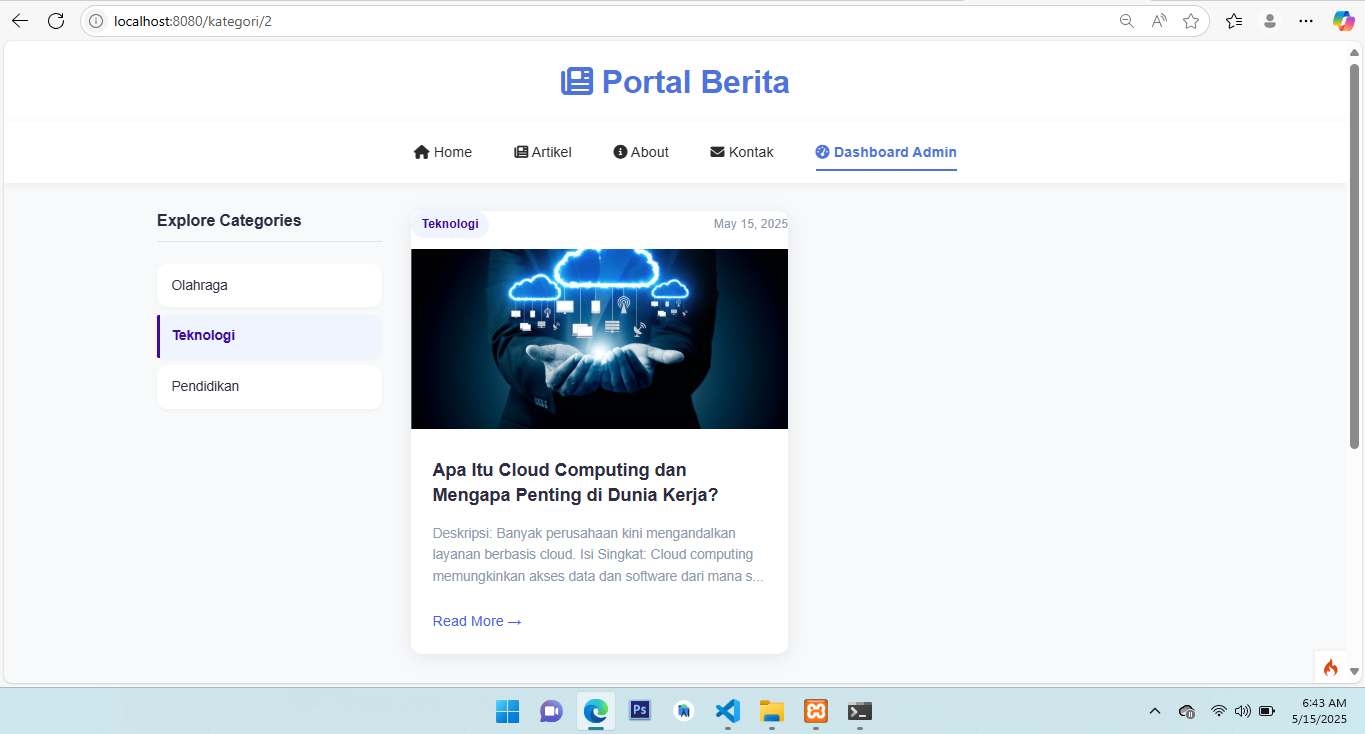 localhost:8080/kategori/2
Portal Berita
Home
Artikel
About
Kontak
Dashboard Admin
Explore Categories
Olahraga
Teknologi
Pendidikan
Teknologi
May 15, 2025
Apa Itu Cloud Computing dan
Mengapa Penting di Dunia Kerja?
Deskripsi: Banyak perusahaan kini mengandalkan
layanan berbasis cloud. Isi Singkat: Cloud computing
memungkinkan akses data dan software dari mana s...
Read More →
Ps
6:43 AM
5/15/2025